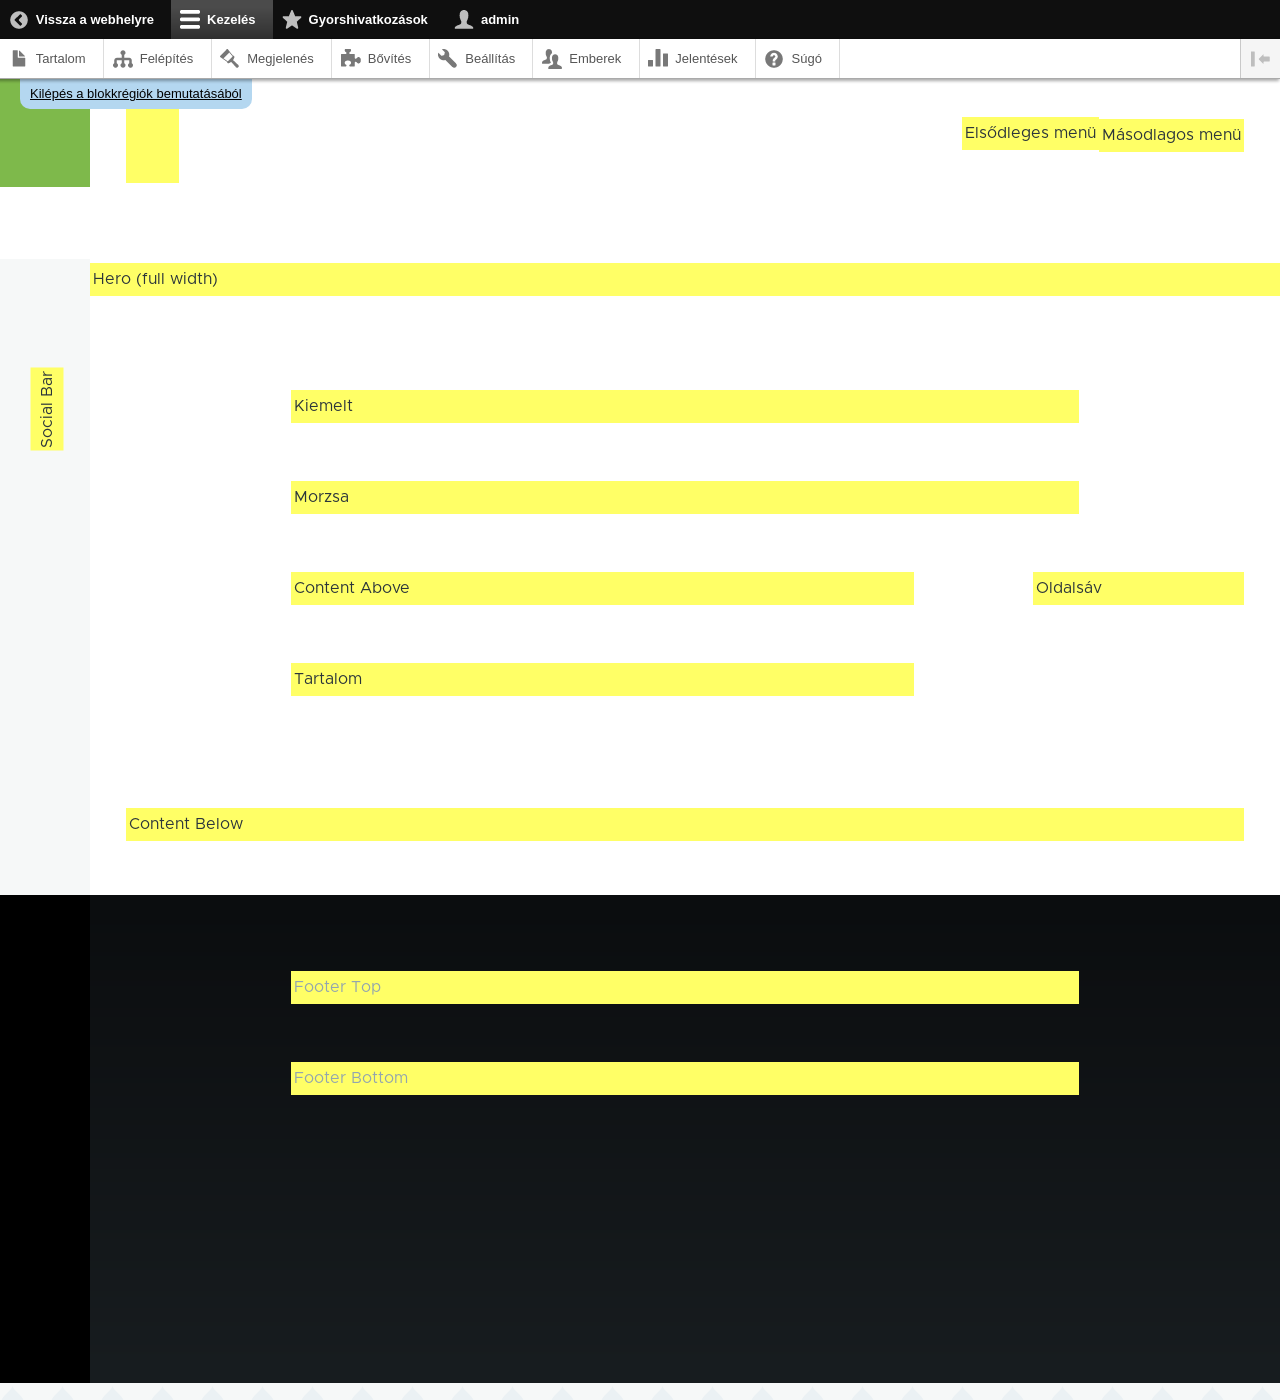 Vissza a webhelyre Kezelés Gyorshivatkozások admin
Tartalom Felépítés Megjelenés Bővítés Beállítás Emberek Jelentések Súgó
Kilépés a blokkrégiók bemutatásából
Elsődleges menü Másodlagos menü
Hero (full width)
Social Bar
Kiemelt
Morzsa
Content Above Oldalsáv
Tartalom
Content Below
Footer Top
Footer Bottom